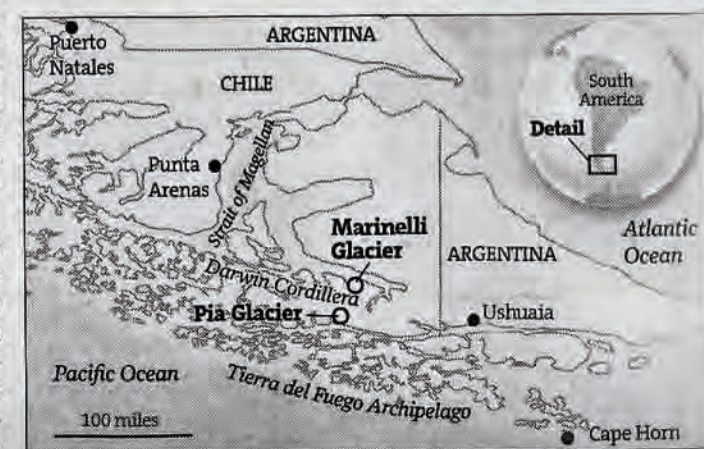 Puerto
Natales
ARGENTINA
CHILE
South
America
Detail
Punta
Arenas
Strait of Magellan
Marinelli
Glacier
ARGENTINA
Atlantic
Ocean
Darwin Cordillera
Pia Glacier
Ushuaia
Pacific Ocean
Tierra del Fuego Archipelago
100 miles
Cape Horn